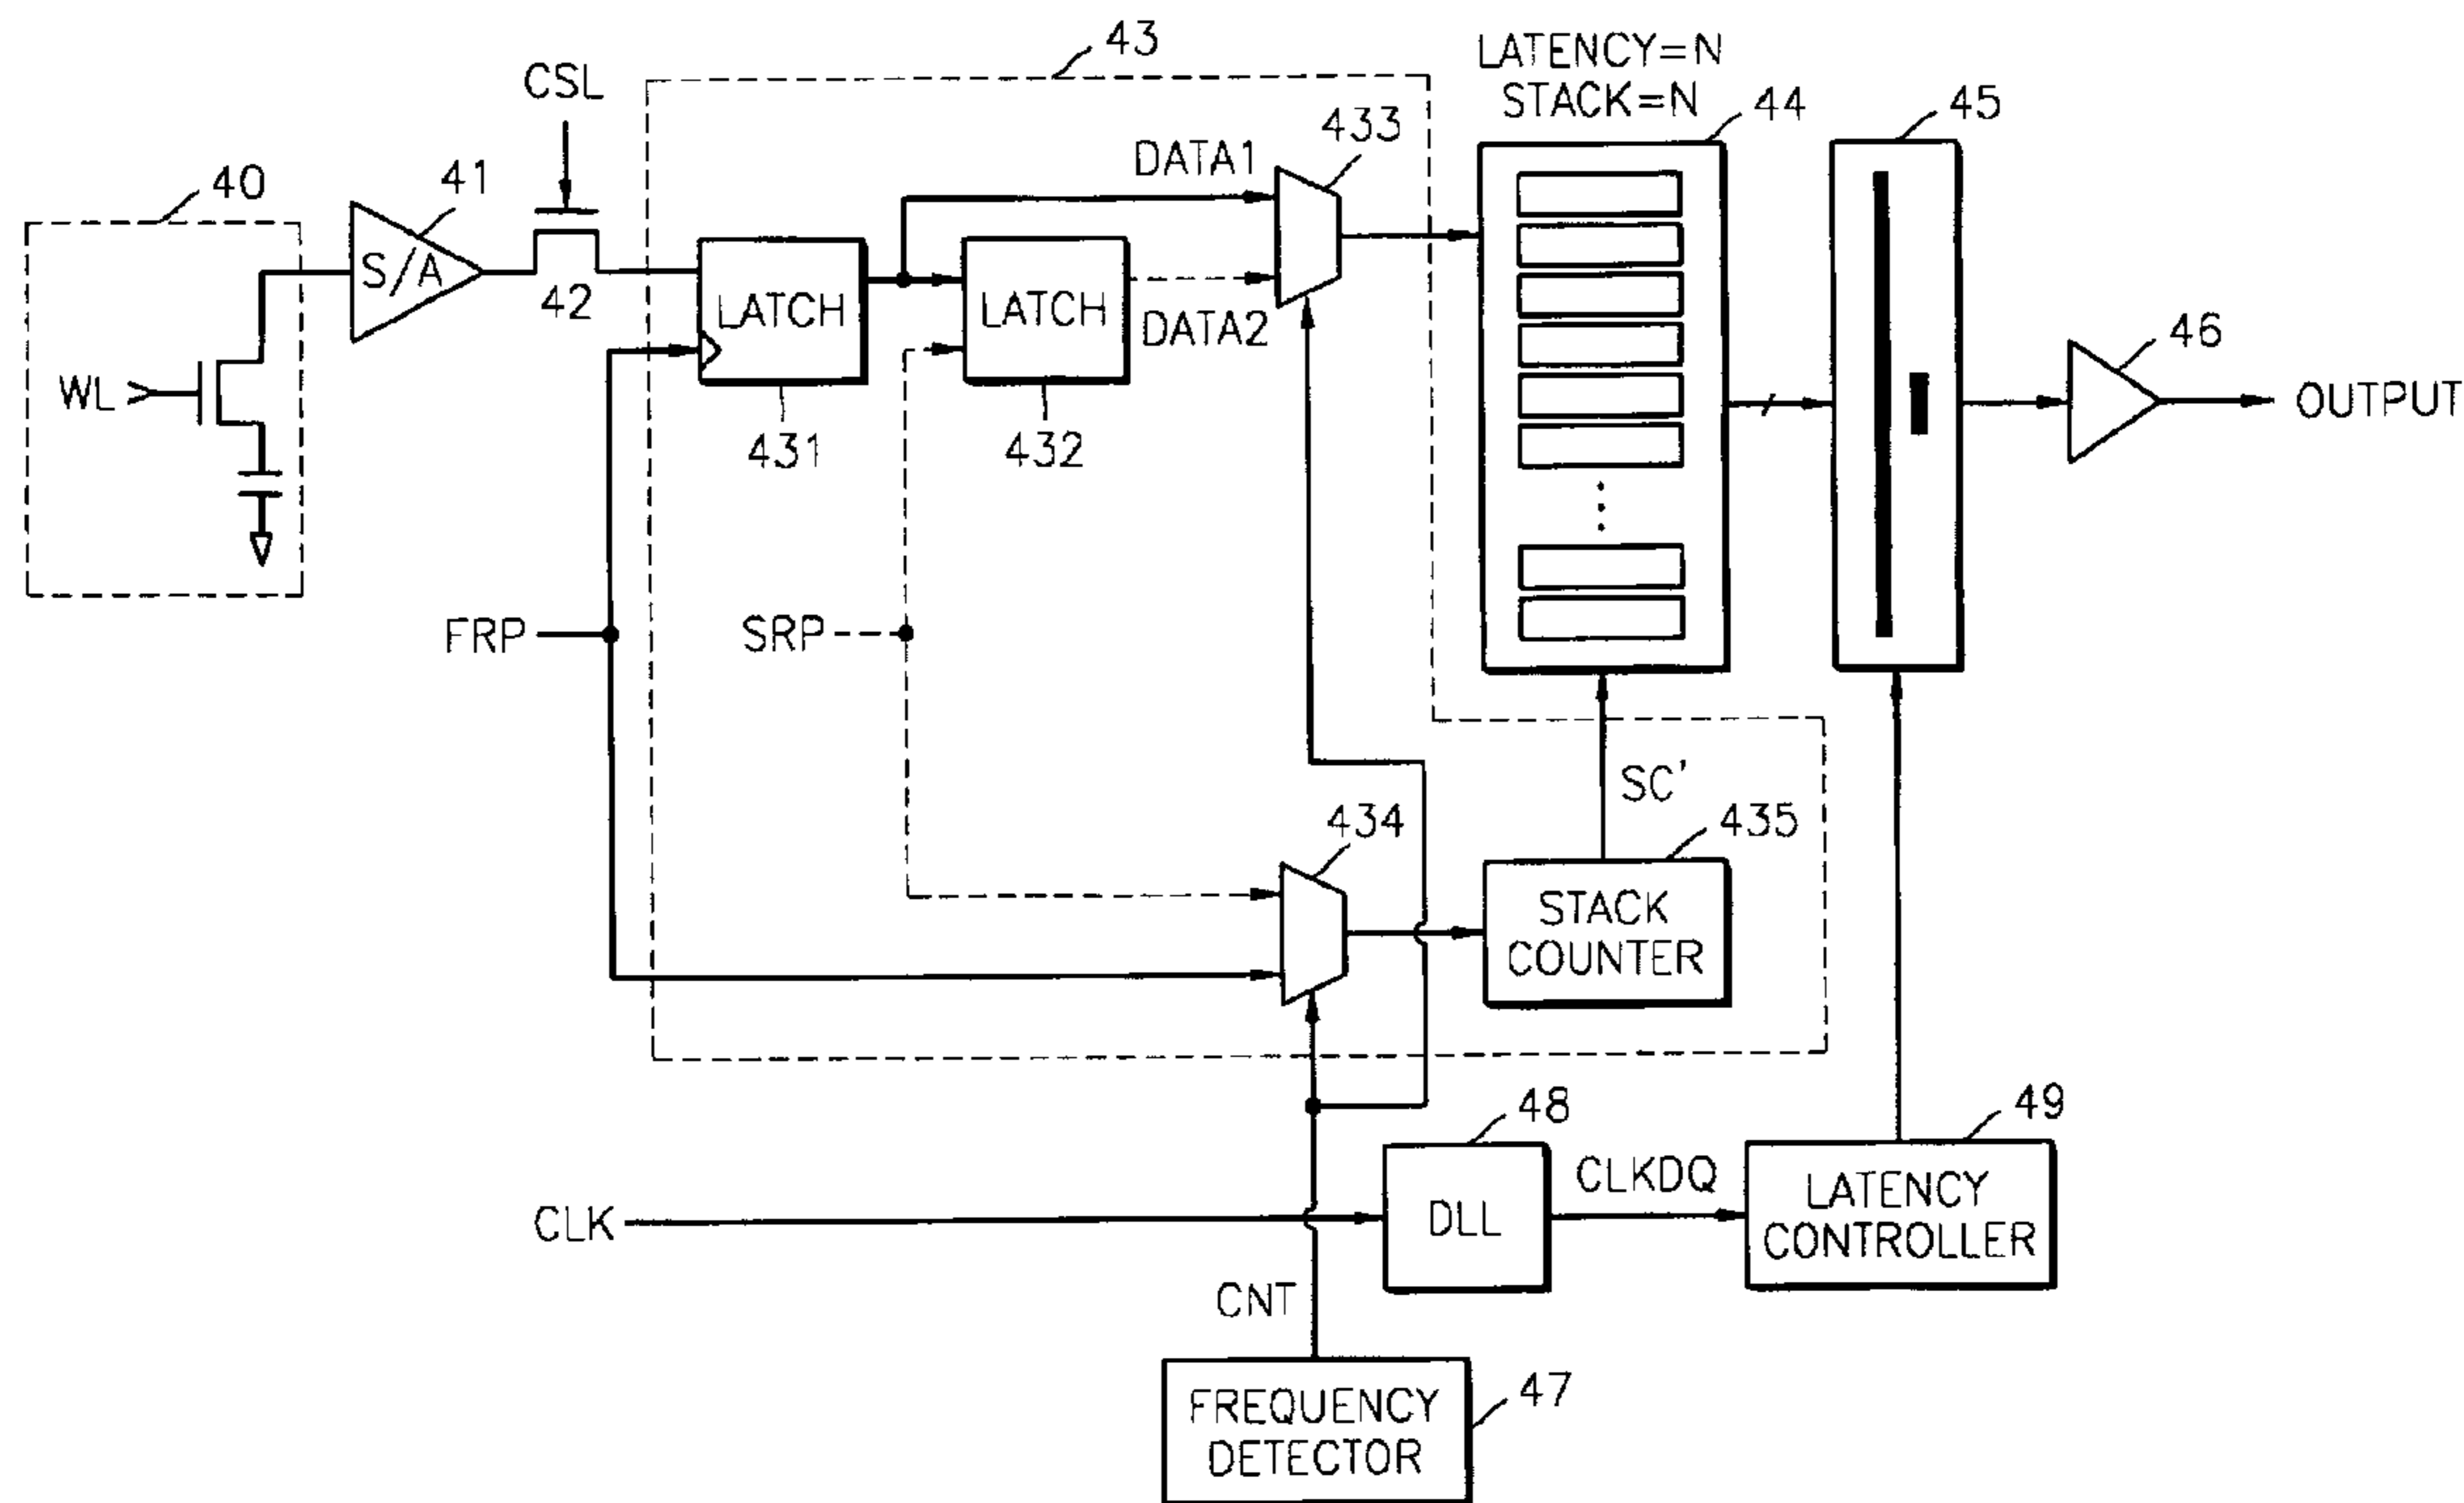 43
LATENCY=N
STACK=N
CSL
44
45
433
40
41
DATA1
S/A
42
LATCH
LATCH
DATA2
46
WL
OUTPUT
431
432
FRP
SRP
SC'
434
435
STACK
COUNTER
48
49
CLKDQ
LATENCY
CONTROLLER
CLK
DLL
CNT
47
FREQUENCY
DETECTOR